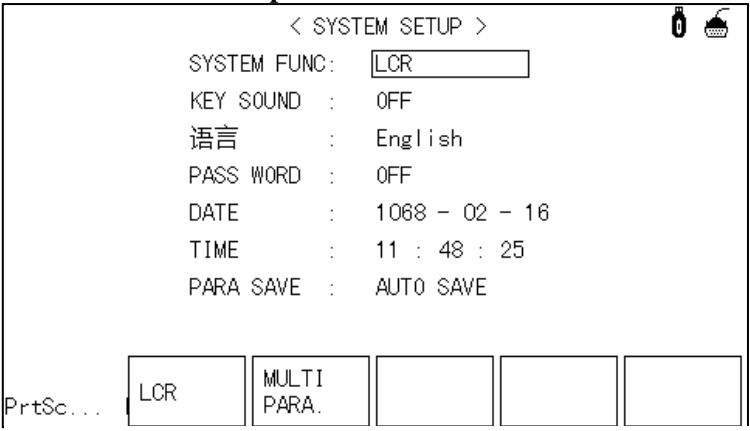 < SYSTEM SETUP >
SYSTEM FUNC: LCR
KEY SOUND : OFF
语言 : English
PASS WORD : OFF
DATE : 1068 - 02 - 16
TIME : 11 : 48 : 25
PARA SAVE : AUTO SAVE
LCR
MULTI
PARA.
PrtSc...